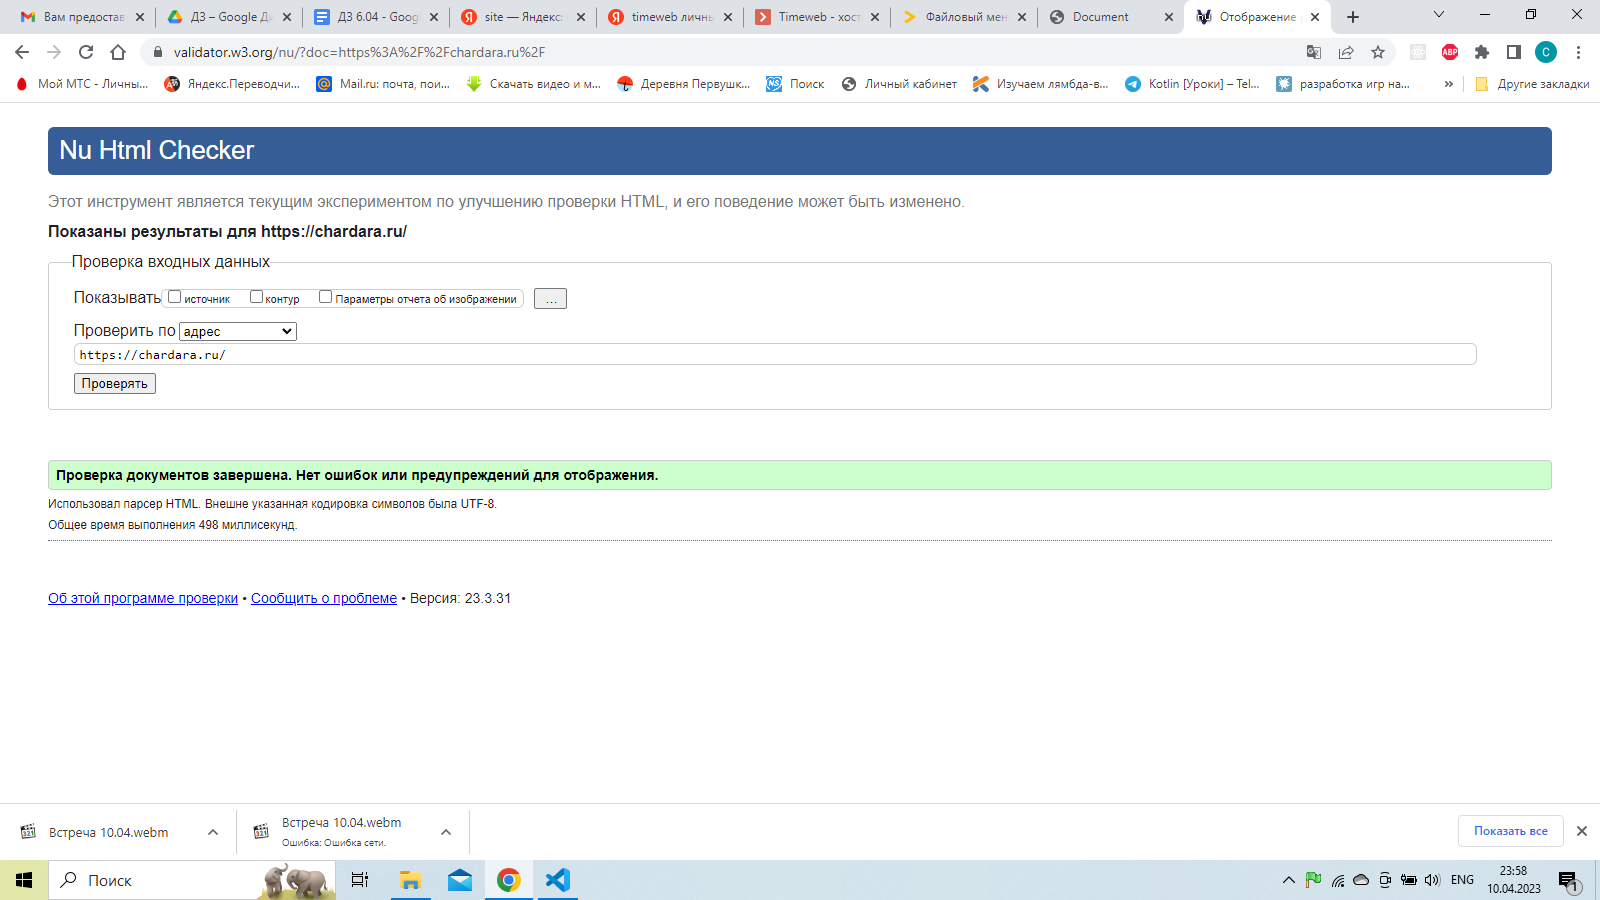 Вам предостав
ДЗ – Google Ди
ДЗ 6.04 - Googl
site — Яндекс:
timeweb личны
Timeweb - хост
Файловый мен
Document
Отображение
validator.w3.org/nu/?doc=https%3A%2F%2Fchardara.ru%2F
Мой МТС - Личны...
Яндекс.Переводчи...
Mail.ru: почта, пои...
Скачать видео и м...
Деревня Первушк...
Поиск
Личный кабинет
Изучаем лямбда-в...
Kotlin [Уроки] – Tel...
разработка игр на...
»
Другие закладки
Nu Html Checker
Этот инструмент является текущим экспериментом по улучшению проверки HTML, и его поведение может быть изменено.
Показаны результаты для https://chardara.ru/
Проверка входных данных
Показывать источник контур Параметры отчета об изображении ...
Проверить по адрес
https://chardara.ru/
Проверять
Проверка документов завершена. Нет ошибок или предупреждений для отображения.
Использовал парсер HTML. Внешне указанная кодировка символов была UTF-8.
Общее время выполнения 498 миллисекунд.
Об этой программе проверки • Сообщить о проблеме • Версия: 23.3.31
Встреча 10.04.webm
Встреча 10.04.webm
Ошибка: Ошибка сети.
Показать все
Поиск
ENG
23:58
10.04.2023
1